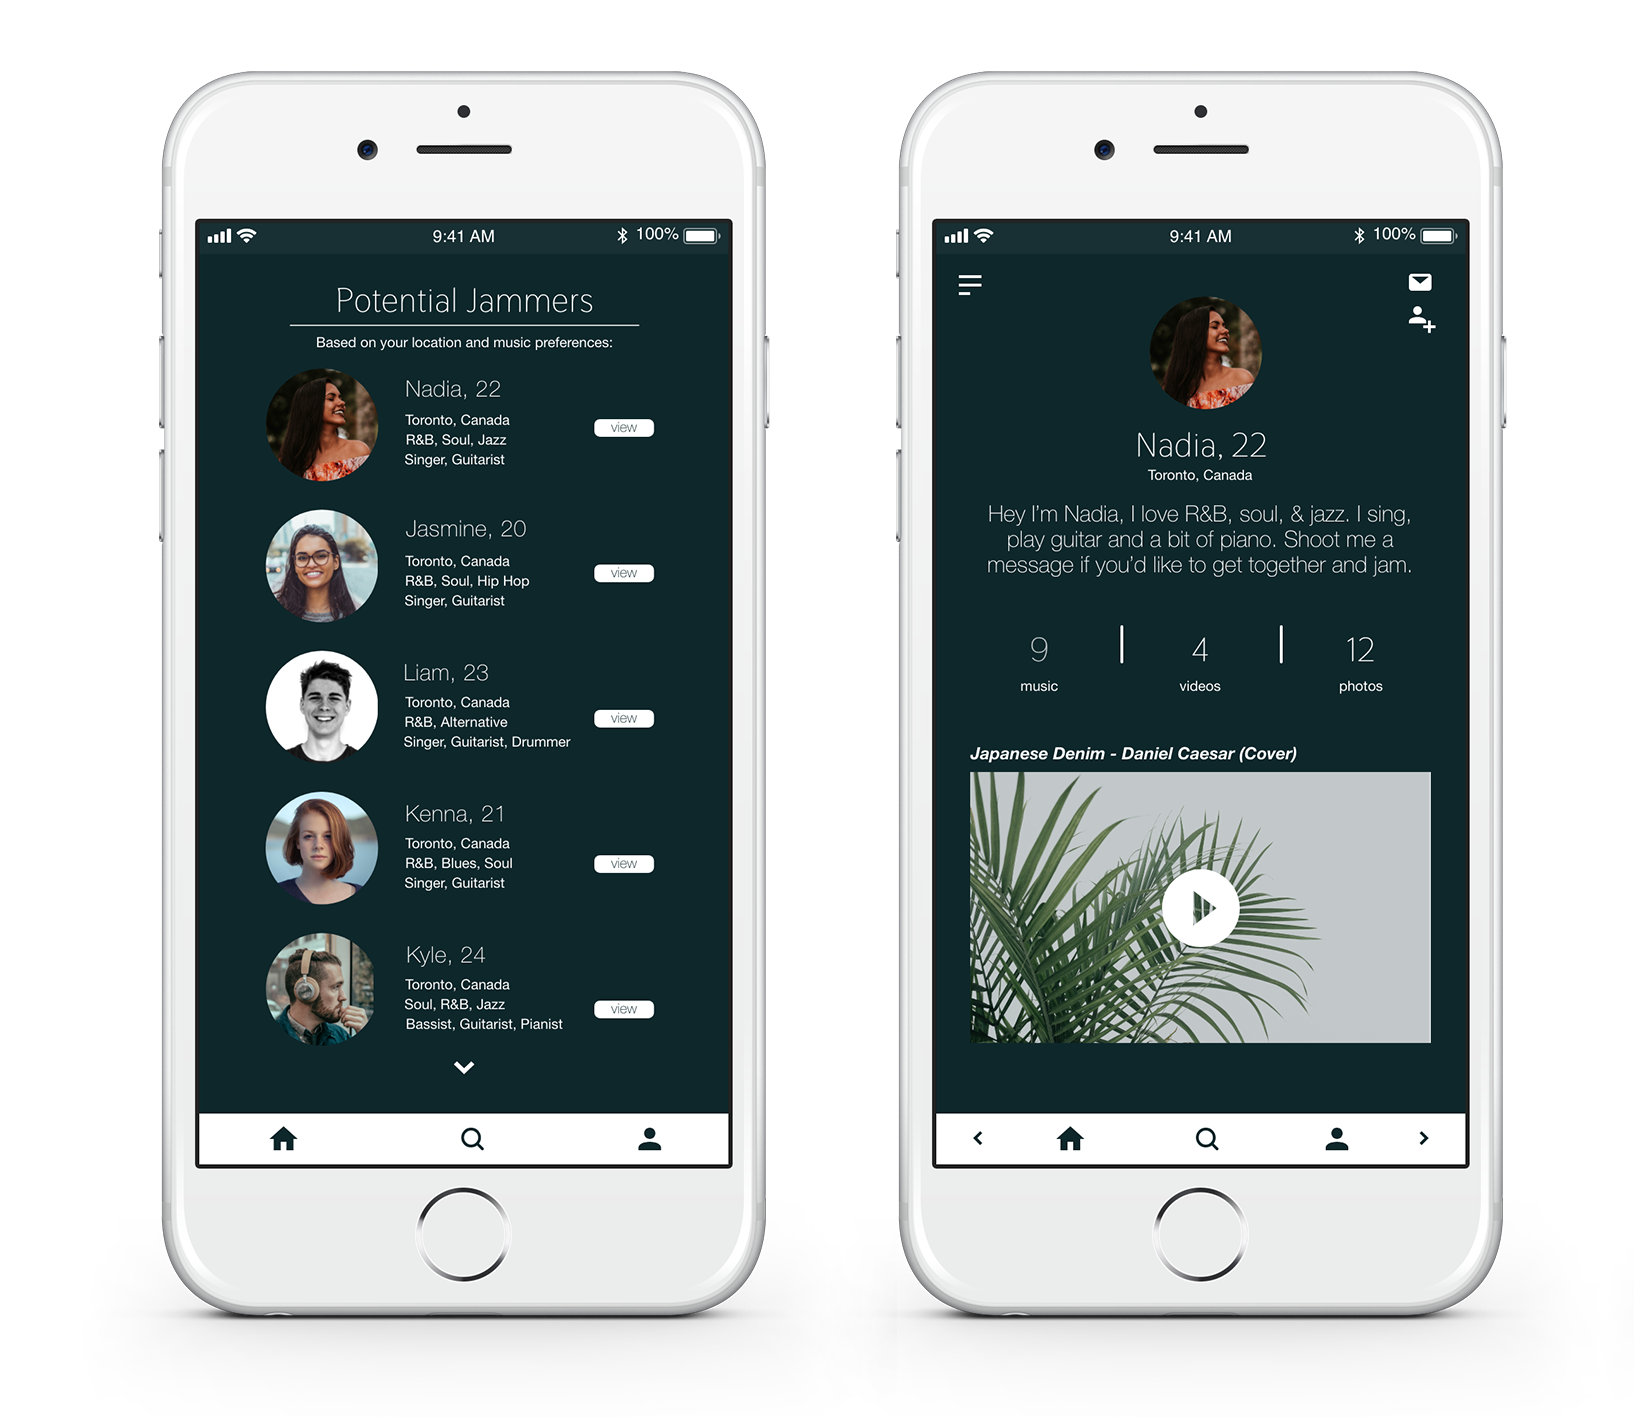 9:41 AM
100%
Potential Jammers
Based on your location and music preferences:
Nadia, 22
Toronto, Canada
R&B, Soul, Jazz
Singer, Guitarist
view
Jasmine, 20
Toronto, Canada
R&B, Soul, Hip Hop
Singer, Guitarist
view
Liam, 23
Toronto, Canada
R&B, Alternative
Singer, Guitarist, Drummer
view
Kenna, 21
Toronto, Canada
R&B, Blues, Soul
Singer, Guitarist
view
Kyle, 24
Toronto, Canada
Soul, R&B, Jazz
Bassist, Guitarist, Pianist
view
9:41 AM
100%
Nadia, 22
Toronto, Canada
Hey I'm Nadia, I love R&B, soul, & jazz. I sing,
play guitar and a bit of piano. Shoot me a
message if you'd like to get together and jam.
9
music
4
videos
12
photos
Japanese Denim - Daniel Caesar (Cover)